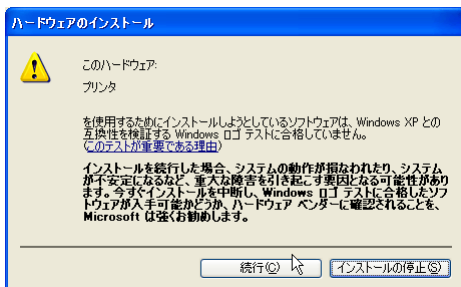 ハードウェアのインストール
このハードウェア:
プリンタ
を使用するためにインストールしようとしているソフトウェアは、Windows XP との
互換性を検証する Windows ロゴ テストに合格していません。
(このテストが重要である理由)
インストールを続行した場合、システムの動作が損なわれたり、システム
が不安定になるなど、重大な障害を引き起こす要因となる可能性があり
ます。今すぐインストールを中断し、Windows ロゴ テストに合格したソフ
トウェアが入手可能かどうか、ハードウェア ベンダーに確認されることを、
Microsoft は強くお勧めします。
続行(C) インストールの停止(S)